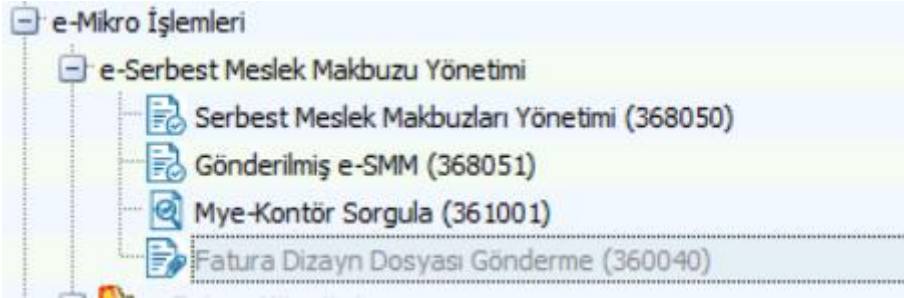 e-Mikro İşlemleri
e-Serbest Meslek Makbuzu Yönetimi
Serbest Meslek Makbuzları Yönetimi (368050)
Gönderilmiş e-SMM (368051)
Mye-Kontör Sorgula (361001)
Fatura Dizayn Dosyası Gönderme (360040)